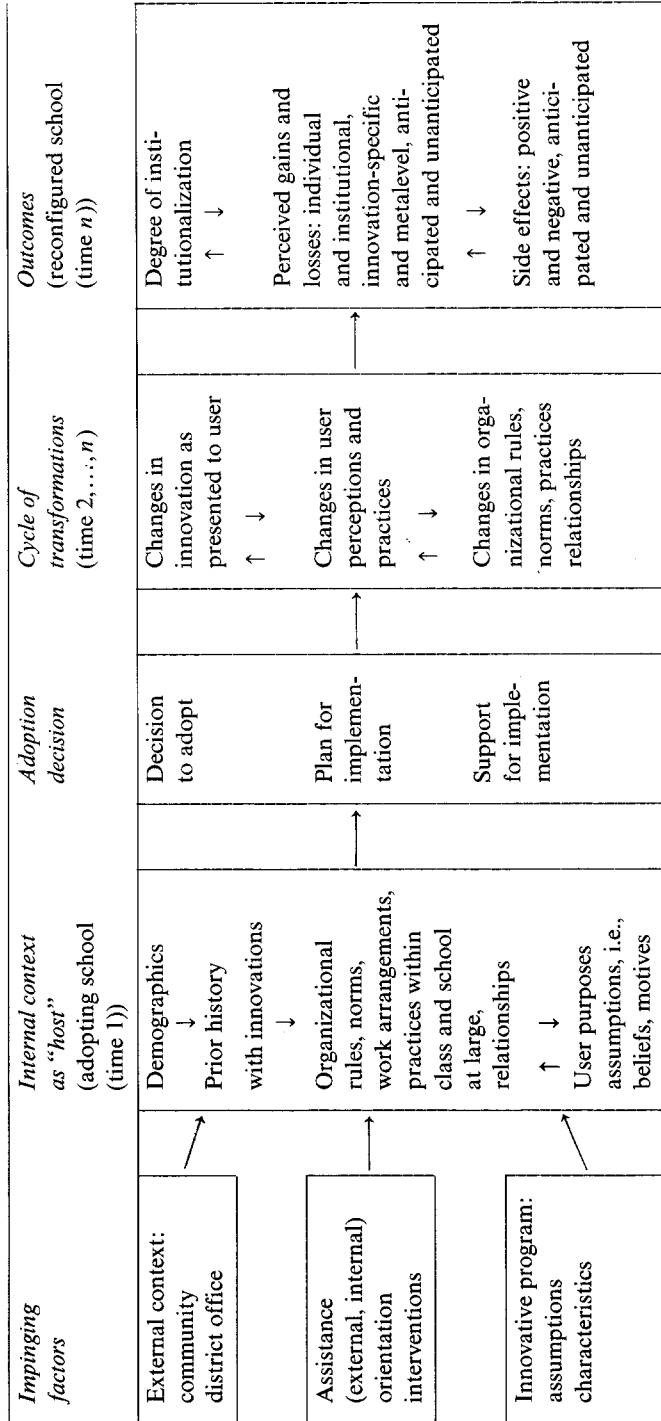 Impinging
factors
External context:
community
district office
Assistance
(external, internal)
orientation
interventions
Innovative program:
assumptions
characteristics
Internal context
as “host”
(adopting school
(time 1))
Demographics
↓
Prior history
with innovations
↓
Organizational
rules, norms,
work arrangements,
practices within
class and school
at large,
relationships
↑ ↓
User purposes
assumptions, i.e.,
beliefs, motives
Adoption
decision
Decision
to adopt
Plan for
implemen-
tation
Support
for imple-
mentation
Cycle of
transformations
(time 2,...,n)
Changes in
innovation as
presented to user
↑ ↓
Changes in user
perceptions and
practices
↑ ↓
Changes in orga-
nizational rules,
norms, practices
relationships
Outcomes
(reconfigured school
(time n))
Degree of insti-
tutionalization
↑ ↓
Perceived gains and
losses: individual
and institutional,
innovation-specific
and metalevel, anti-
cipated and unanticipated
↑ ↓
Side effects: positive
and negative, antici-
pated and unanticipated